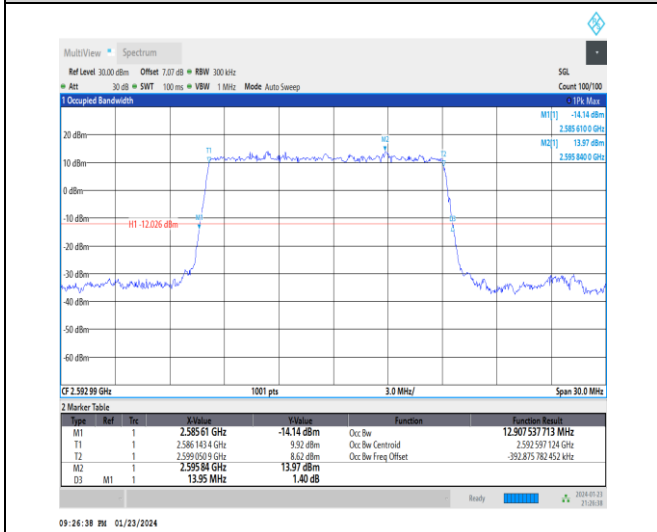 MultiView Spectrum
Ref Level 30.00 dBm Offset 7.07 dB RBW 300 kHz SGL
Att 30 dB SWT 100 ms VBW 1 MHz Mode Auto Sweep Count 100/100
1 Occupied Bandwidth 1Pk Max
M1[1] -14.14 dBm
2.585 610 0 GHz
M2[1] 13.97 dBm
2.595 840 0 GHz
20 dBm
T1 M2 T2
10 dBm
0 dBm
-10 dBm
M1 D3
H1 -12.026 dBm
-30 dBm
-40 dBm
-50 dBm
-60 dBm
CF 2.592 99 GHz 1001 pts 3.0 MHz/ Span 30.0 MHz
2 Marker Table
Type Ref Trc X-Value Y-Value Function Function Result
M1 1 2.585 61 GHz -14.14 dBm Occ Bw 12.907 537 713 MHz
T1 1 2.586 143 4 GHz 9.92 dBm Occ Bw Centroid 2.592 597 124 GHz
T2 1 2.599 050 9 GHz 8.62 dBm Occ Bw Freq Offset -392.875 782 452 kHz
M2 1 2.595 84 GHz 13.97 dBm
D3 M1 1 13.95 MHz 1.40 dB
Ready 2024-01-23
21:26:38
09:26:38 PM 01/23/2024